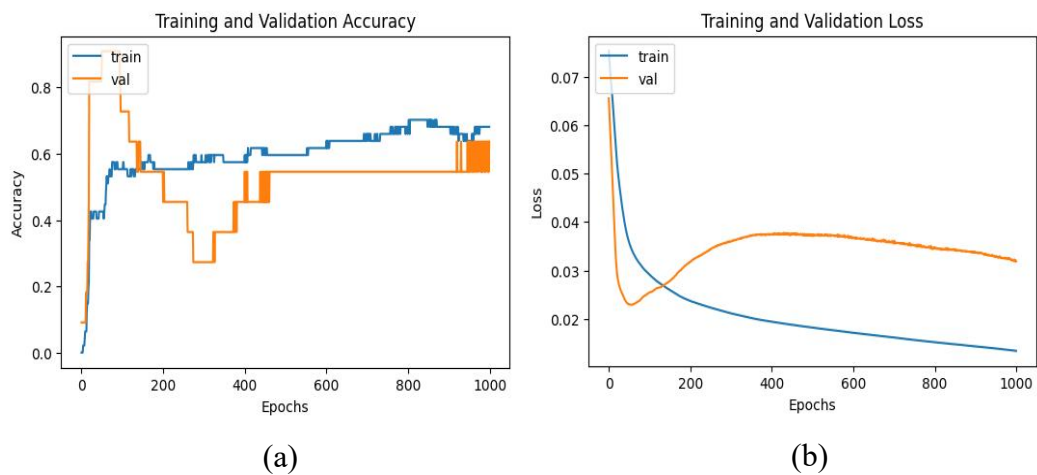 Training and Validation Accuracy
train
val
0.8
0.6
0.4
0.2
0.0
Accuracy
0 200 400 600 800 1000
Epochs
(a)
Training and Validation Loss
train
val
0.07
0.06
0.05
0.04
0.03
0.02
Loss
0 200 400 600 800 1000
Epochs
(b)